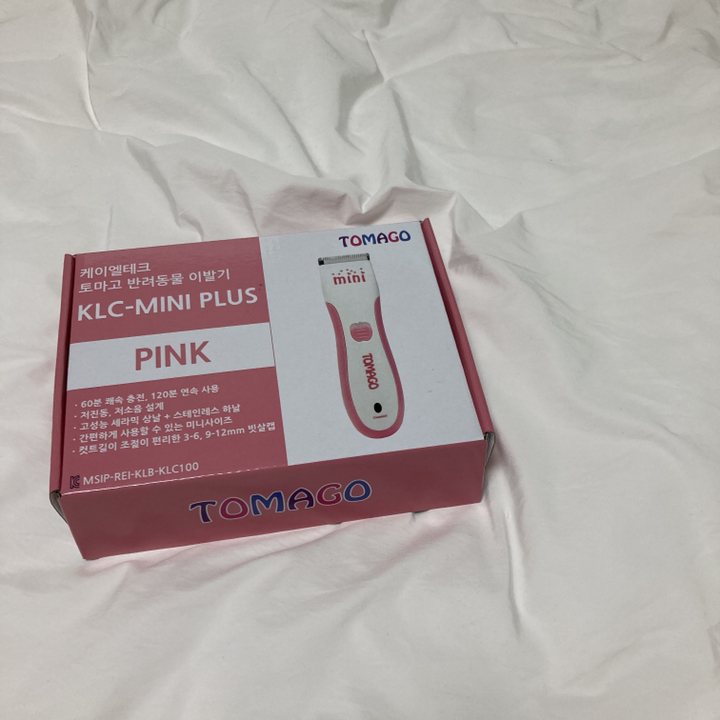 케이엘테크
토마고 반려동물 이발기
KLC-MINI PLUS
PINK
· 60분 쾌속 충전, 120분 연속 사용
· 저진동, 저소음 설계
· 고성능 세라믹 상날 + 스테인레스 하날
· 간편하게 사용할 수 있는 미니사이즈
· 컷트길이 조절이 편리한 3-6, 9-12mm 빗살캡
MSIP-REI-KLB-KLC100
TOMAGO
mini
TOMAGO
TOMAGO